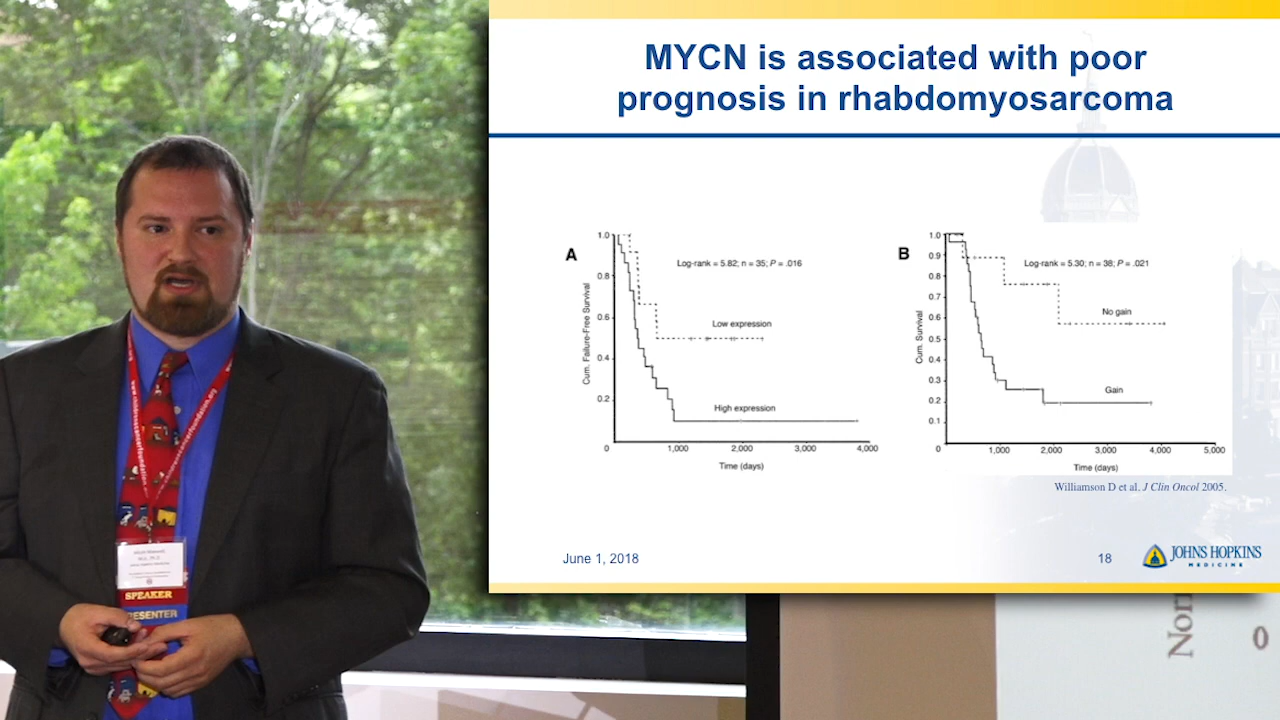 MYCN is associated with poor
prognosis in rhabdomyosarcoma
A
Log-rank = 5.82; n = 35; P = .016
Cum. Failure-Free Survival
1.0
0.8
0.6
0.4
0.2
0
1,000
2,000
3,000
4,000
Low expression
High expression
Time (days)
B
Log-rank = 5.30; n = 38; P = .021
Cum. Survival
1.0
0.9
0.8
0.7
0.6
0.5
0.4
0.3
0.2
0.1
0
1,000
2,000
3,000
4,000
5,000
No gain
Gain
Time (days)
Williamson D et al, J Clin Oncol 2005.
June 1, 2018
18
JOHNS HOPKINS
MEDICINE
SPEAKER
0